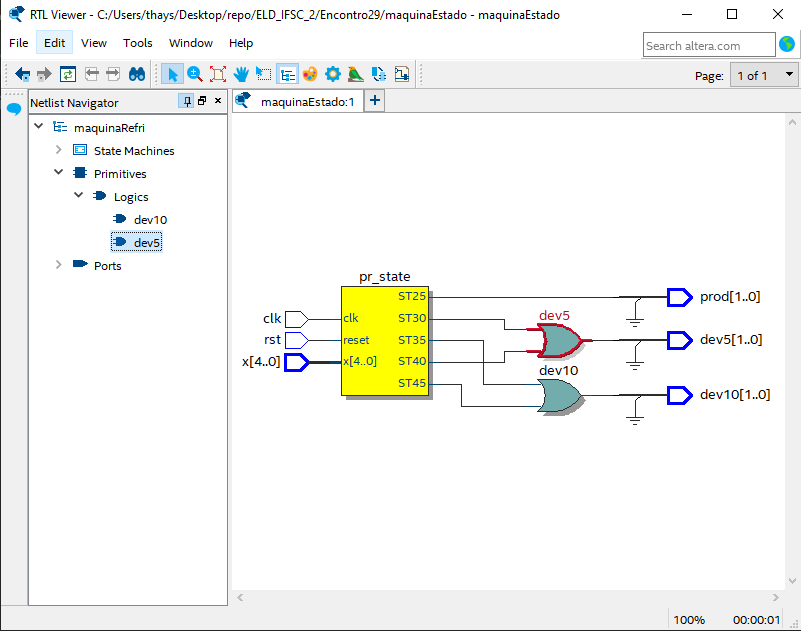 RTL Viewer - C:/Users/thays/Desktop/repo/ELD_IFSC_2/Encontro29/maquinaEstado - maquinaEstado
File Edit View Tools Window Help
Search altera.com
Page: 1 of 1
Netlist Navigator
maquinaEstado:1
maquinaRefri
State Machines
Primitives
Logics
dev10
dev5
Ports
pr_state
ST25
prod[1..0]
clk
clk
ST30
dev5
rst
reset
ST35
dev5[1..0]
x[4..0]
x[4..0]
ST40
dev10
ST45
dev10[1..0]
100%
00:00:01